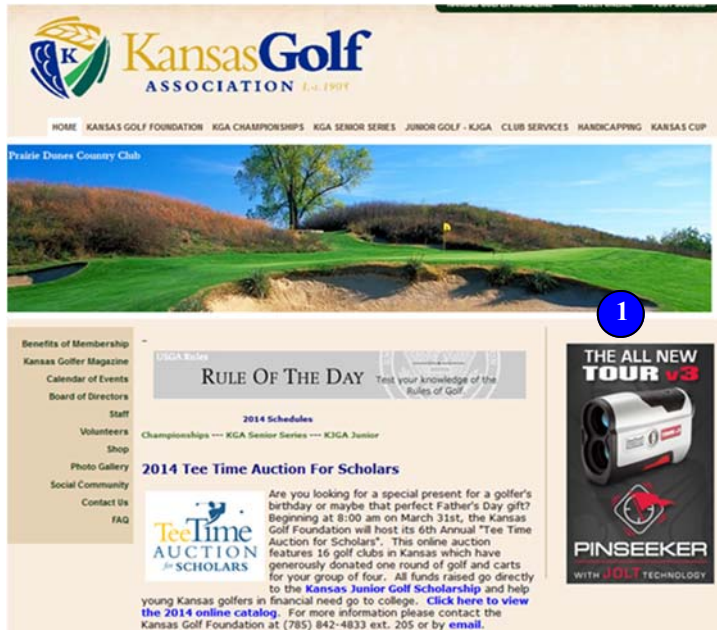 KansasGolf
ASSOCIATION Est. 1908
K
HOME KANSAS GOLF FOUNDATION KGA CHAMPIONSHIPS KGA SENIOR SERIES JUNIOR GOLF - KJGA CLUB SERVICES HANDICAPPING KANSAS CUP
Prairie Dunes Country Club
1
Benefits of Membership
Kansas Golfer Magazine
Calendar of Events
Board of Directors
Staff
Volunteers
Shop
Photo Gallery
Social Community
Contact Us
FAQ
USGA Rules
RULE OF THE DAY Test your knowledge of the
Rules of Golf.
2014 Schedules
Championships --- KGA Senior Series --- KJGA Junior
2014 Tee Time Auction For Scholars
TeeTime
AUCTION
for SCHOLARS
Are you looking for a special present for a golfer's
birthday or maybe that perfect Father's Day gift?
Beginning at 8:00 am on March 31st, the Kansas
Golf Foundation will host its 6th Annual "Tee Time
Auction for Scholars". This online auction
features 16 golf clubs in Kansas which have
generously donated one round of golf and carts
for your group of four. All funds raised go directly
to the Kansas Junior Golf Scholarship and help
young Kansas golfers in financial need go to college. Click here to view
the 2014 online catalog. For more information please contact the
Kansas Golf Foundation at (785) 842-4833 ext. 205 or by email.
THE ALL NEW
TOUR v3
PINSEEKER
WITH JOLT TECHNOLOGY